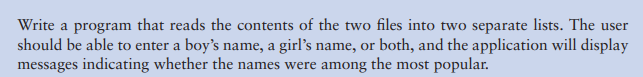 Write a program that reads the contents of the two files into two separate lists. The user
should be able to enter a boy’s name, a girl’s name, or both, and the application will display
messages indicating whether the names were among the most popular.